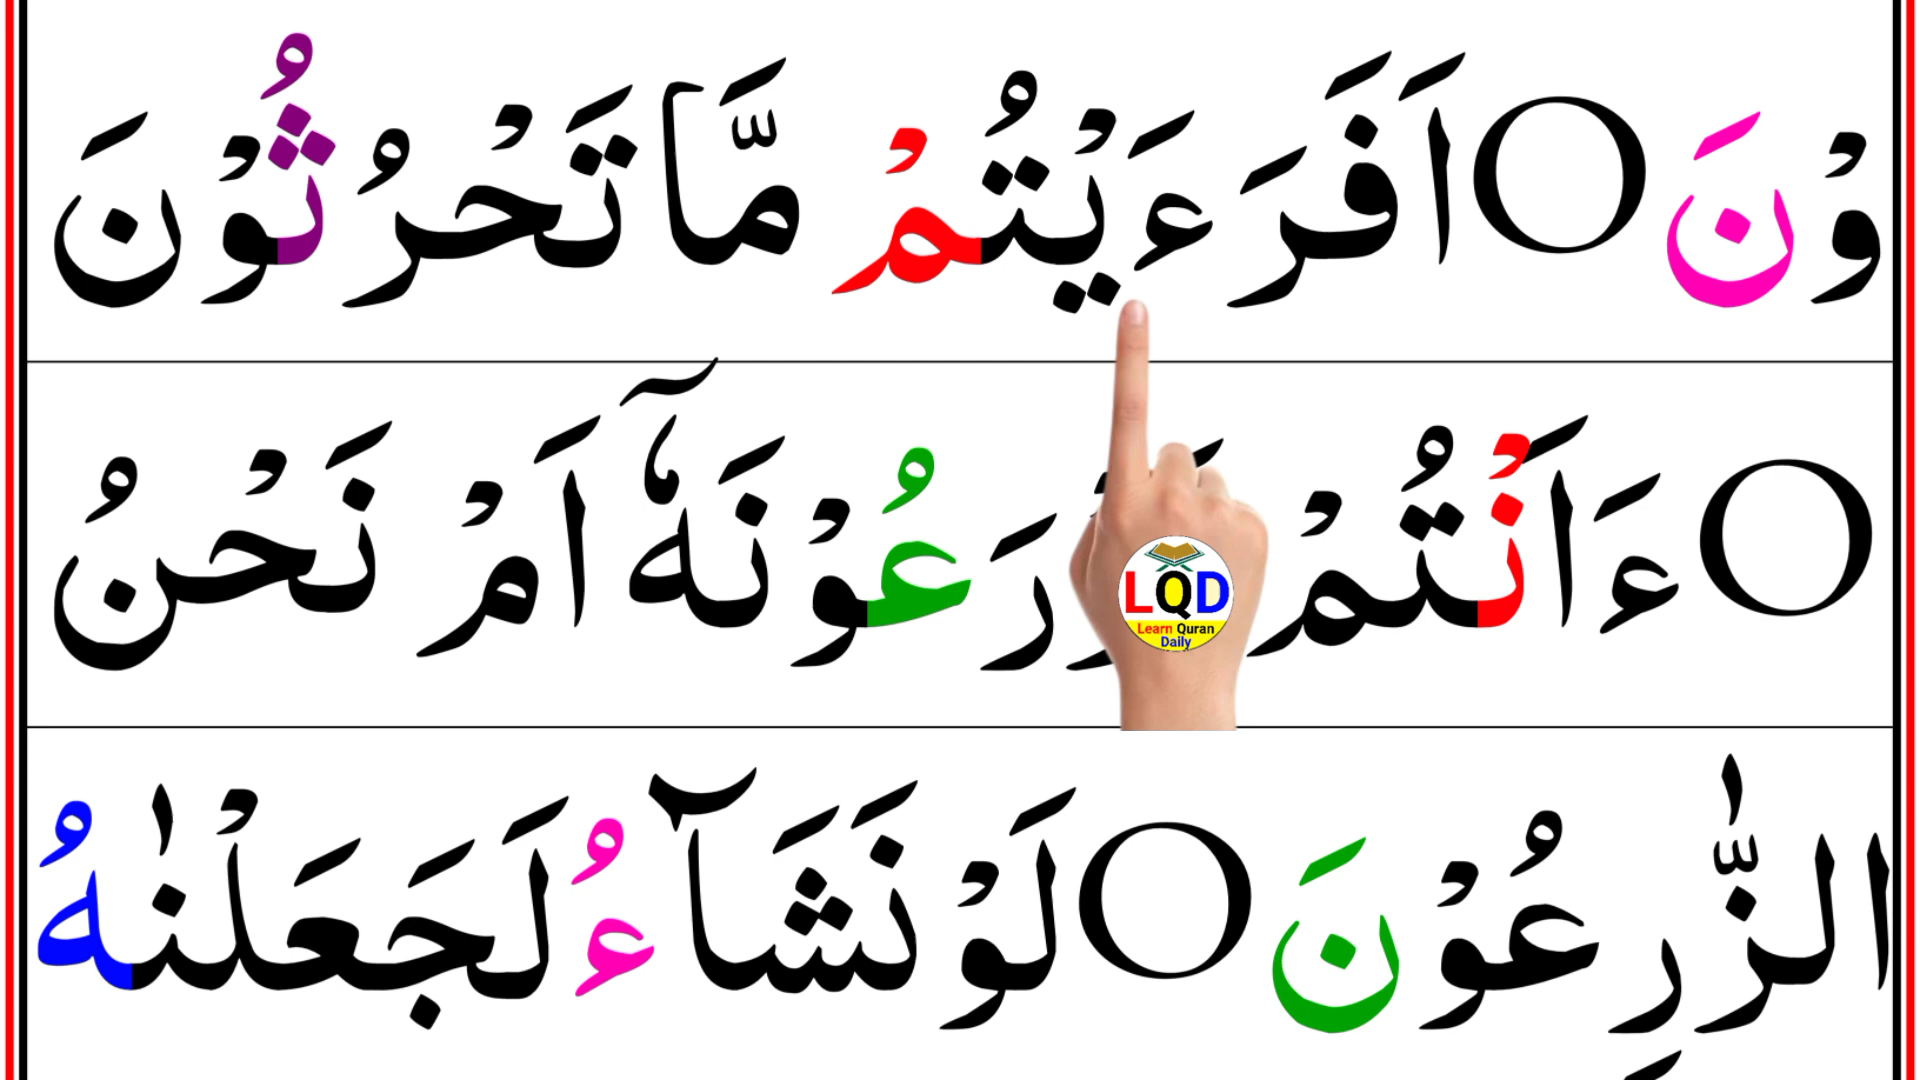 وْنَ ○ اَفَرَءَيْتُمْ مَّا تَحْرُثُوْنَ
○ ءَاَنْتُمْ رَعُوْنَهٗۤ اَمْ نَحْنُ
الزّٰرِعُوْنَ ○ لَوْ نَشَآءُ لَجَعَلْنٰهُ
LQD
Learn Quran
Daily